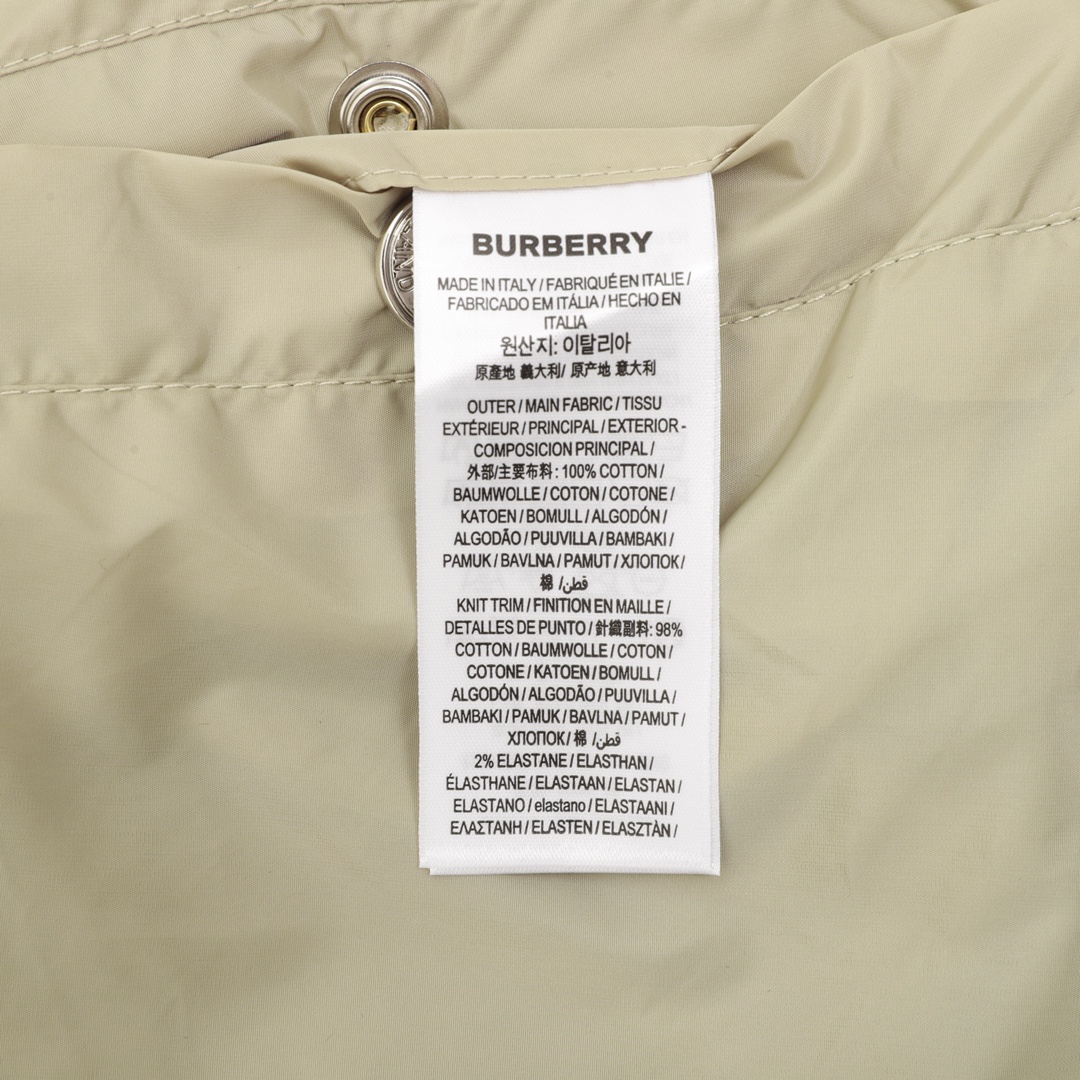 BURBERRY
MADE IN ITALY / FABRIQUÉ EN ITALIE /
FABRICADO EM ITÁLIA / HECHO EN
ITALIA
원산지: 이탈리아
原產地 義大利/ 原产地 意大利
OUTER / MAIN FABRIC / TISSU
EXTÉRIEUR / PRINCIPAL / EXTERIOR -
COMPOSICION PRINCIPAL /
外部/主要布料: 100% COTTON /
BAUMWOLLE / COTON / COTONE /
KATOEN / BOMULL / ALGODÓN /
ALGODÃO / PUUVILLA / BAMBAKI /
PAMUK / BAVLNA / PAMUT / ХЛОПОК /
棉 /قطن/
KNIT TRIM / FINITION EN MAILLE /
DETALLES DE PUNTO / 針織副料: 98%
COTTON / BAUMWOLLE / COTON /
COTONE / KATOEN / BOMULL /
ALGODÓN / ALGODÃO / PUUVILLA /
BAMBAKI / PAMUK / BAVLNA / PAMUT /
ХЛОПОК / 棉 /قطن/
2% ELASTANE / ELASTHAN /
ÉLASTHANE / ELASTAAN / ELASTAN /
ELASTANO / elastano / ELASTAANI /
ΕΛΑΣΤΑΝΗ / ELASTEN / ELASZTÀN /